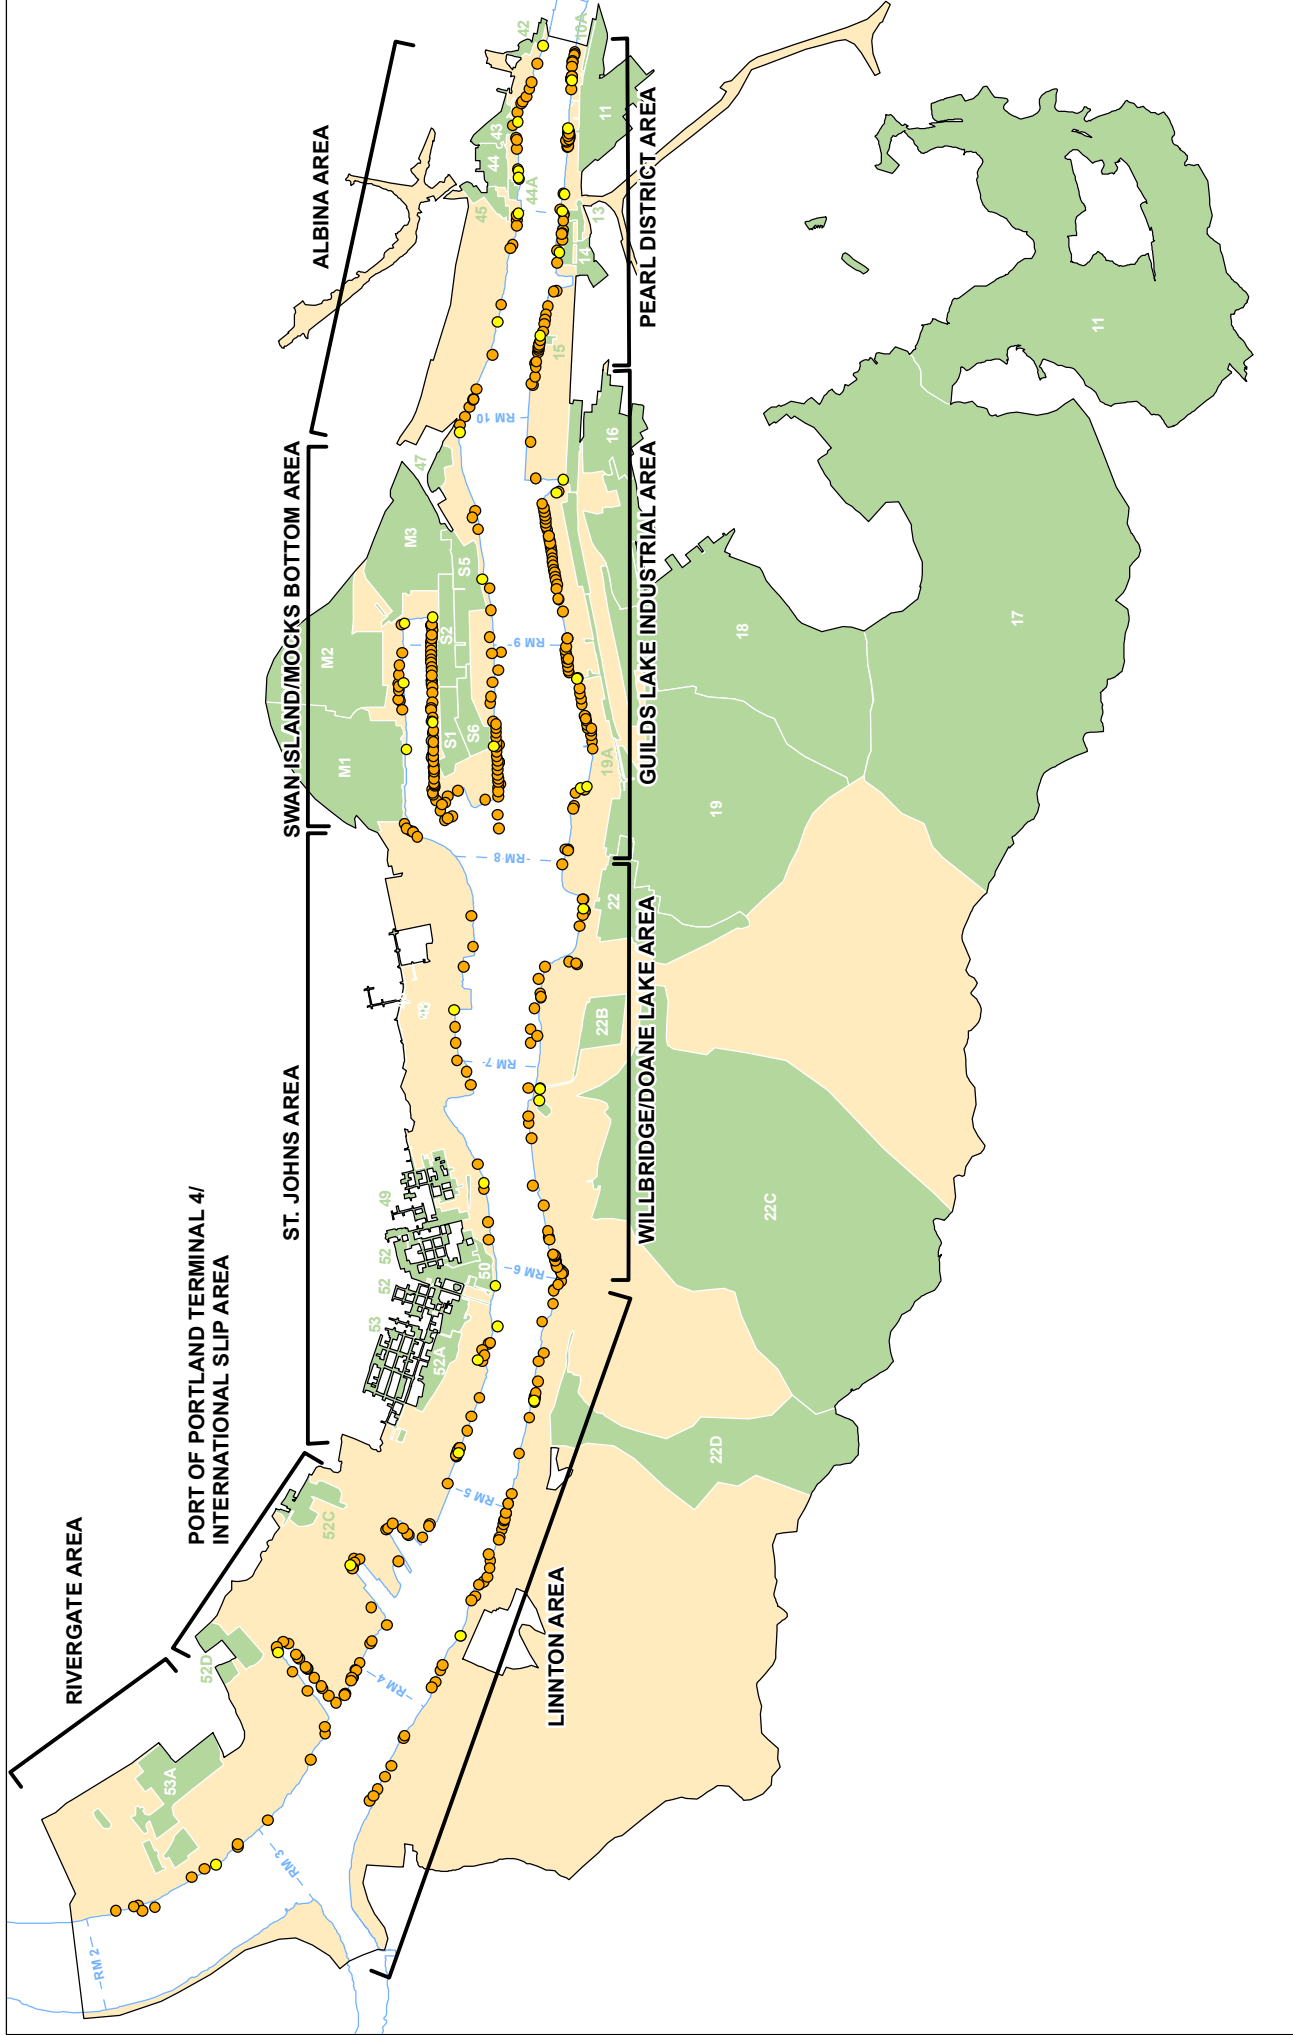 42
10A
ALBINA AREA
43
44
44A
45
11
13
14
PEARL DISTRICT AREA
15
RM 10
16
47
SWAN ISLAND/MOCKS BOTTOM AREA
M3
S5
M2
S2
RM 9
M1
S1
S6
GUILDS LAKE INDUSTRIAL AREA
19A
18
17
11
19
RM 8
22
WILLBRIDGE/DOANE LAKE AREA
22B
RM 7
ST. JOHNS AREA
49
52
52
53
50
52A
RM 6
22C
22D
PORT OF PORTLAND TERMINAL 4/
INTERNATIONAL SLIP AREA
52C
RM 5
LINNTON AREA
RIVERGATE AREA
52D
RM 4
53A
RM 3
RM 2